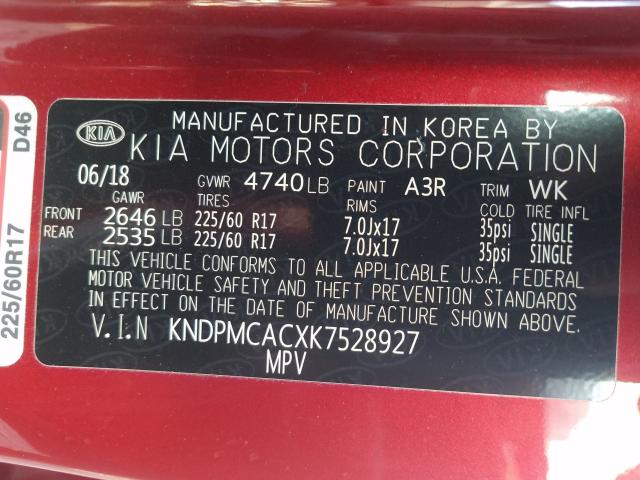 D46
225/60R17
KIA
MANUFACTURED IN KOREA BY
KIA MOTORS CORPORATION
06/18 GVWR 4740 LB PAINT A3R TRIM WK
GAWR TIRES RIMS COLD TIRE INFL
FRONT 2646 LB 225/60 R17 7.0Jx17 35psi SINGLE
REAR 2535 LB 225/60 R17 7.0Jx17 35psi SINGLE
THIS VEHICLE CONFORMS TO ALL APPLICABLE U.S.A. FEDERAL
MOTOR VEHICLE SAFETY AND THEFT PREVENTION STANDARDS
IN EFFECT ON THE DATE OF MANUFACTURE SHOWN ABOVE.
V.I.N KNDPMCACXK7528927
MPV